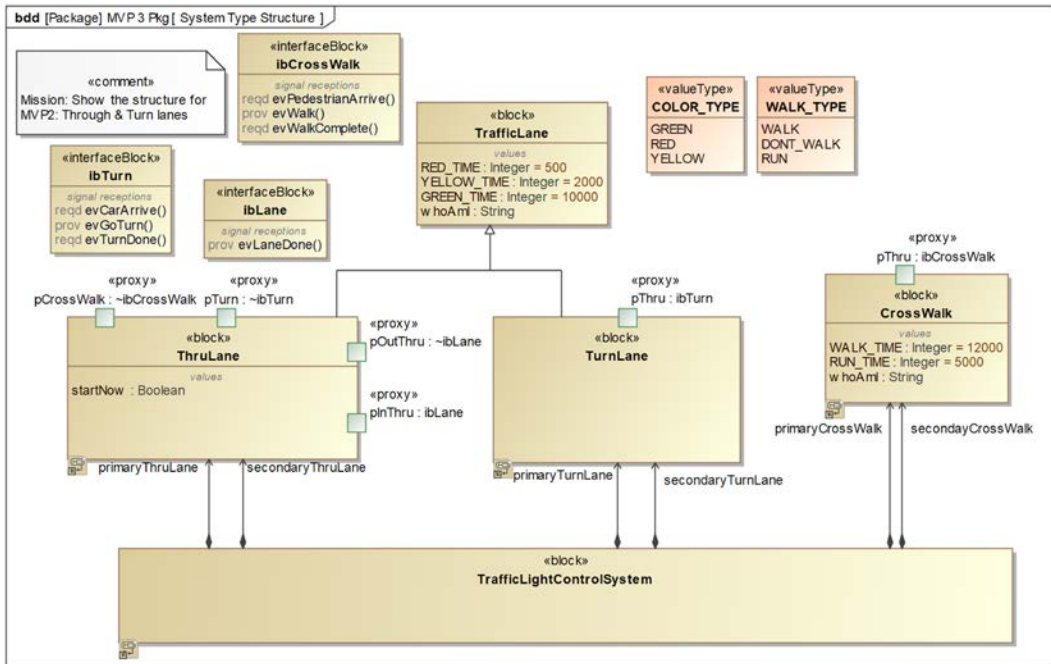 bdd [Package] MVP 3 Pkg [ System Type Structure ]
«comment»
Mission: Show the structure for
MVP2: Through & Turn lanes
«interfaceBlock»
ibCrossWalk
signal receptions
reqd evPedestrianArrive()
prov evWalk()
reqd evWalkComplete()
«interfaceBlock»
ibTurn
signal receptions
reqd evCarArrive()
prov evGoTurn()
reqd evTurnDone()
«interfaceBlock»
ibLane
signal receptions
prov evLaneDone()
«block»
TrafficLane
values
RED_TIME : Integer = 500
YELLOW_TIME : Integer = 2000
GREEN_TIME : Integer = 10000
whoAmI : String
«valueType»
COLOR_TYPE
GREEN
RED
YELLOW
«valueType»
WALK_TYPE
WALK
DONT_WALK
RUN
«proxy»
pCrossWalk : ~ibCrossWalk
«proxy»
pTurn : ~ibTurn
«block»
ThruLane
values
startNow : Boolean
«proxy»
pOutThru : ~ibLane
«proxy»
pInThru : ibLane
«proxy»
pThru : ibTurn
«block»
TurnLane
«proxy»
pThru : ibCrossWalk
«block»
CrossWalk
values
WALK_TIME : Integer = 12000
RUN_TIME : Integer = 5000
whoAmI : String
primaryThruLane
secondaryThruLane
primaryTurnLane
secondaryTurnLane
primaryCrossWalk
secondayCrossWalk
«block»
TrafficLightControlSystem